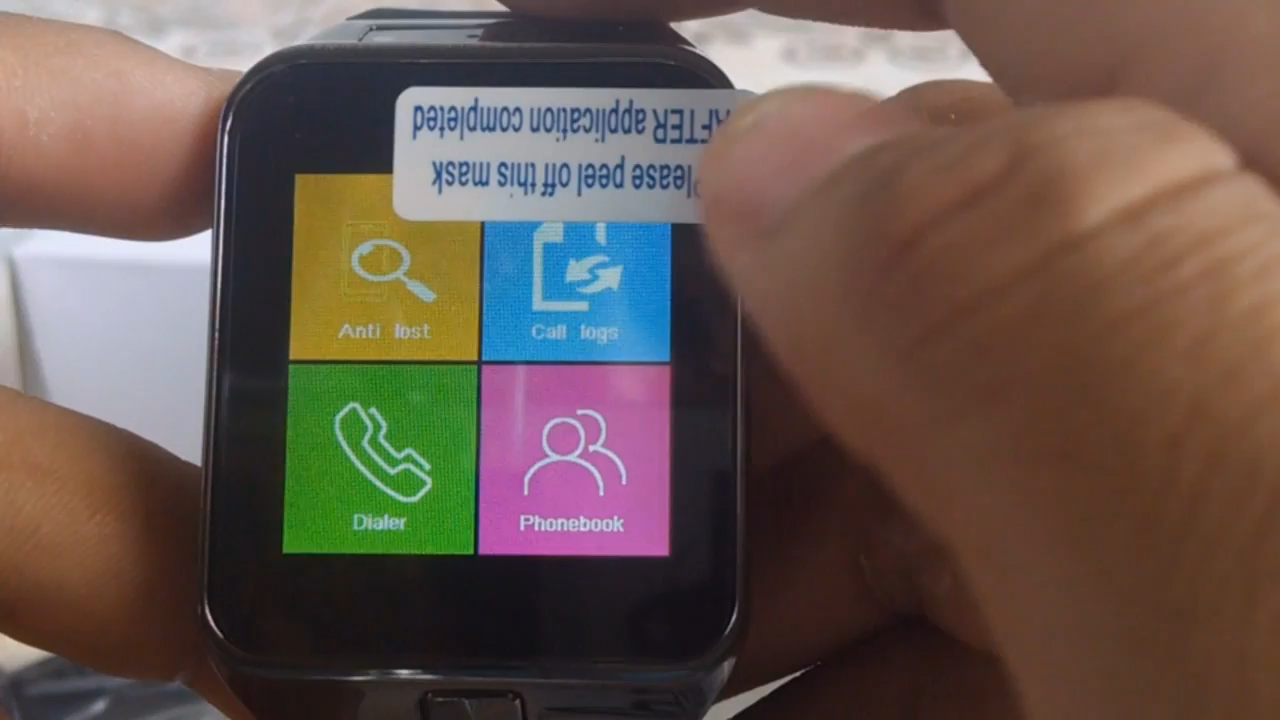 Please peel off this mask
AFTER application completed
Anti lost
Call logs
Dialer
Phonebook